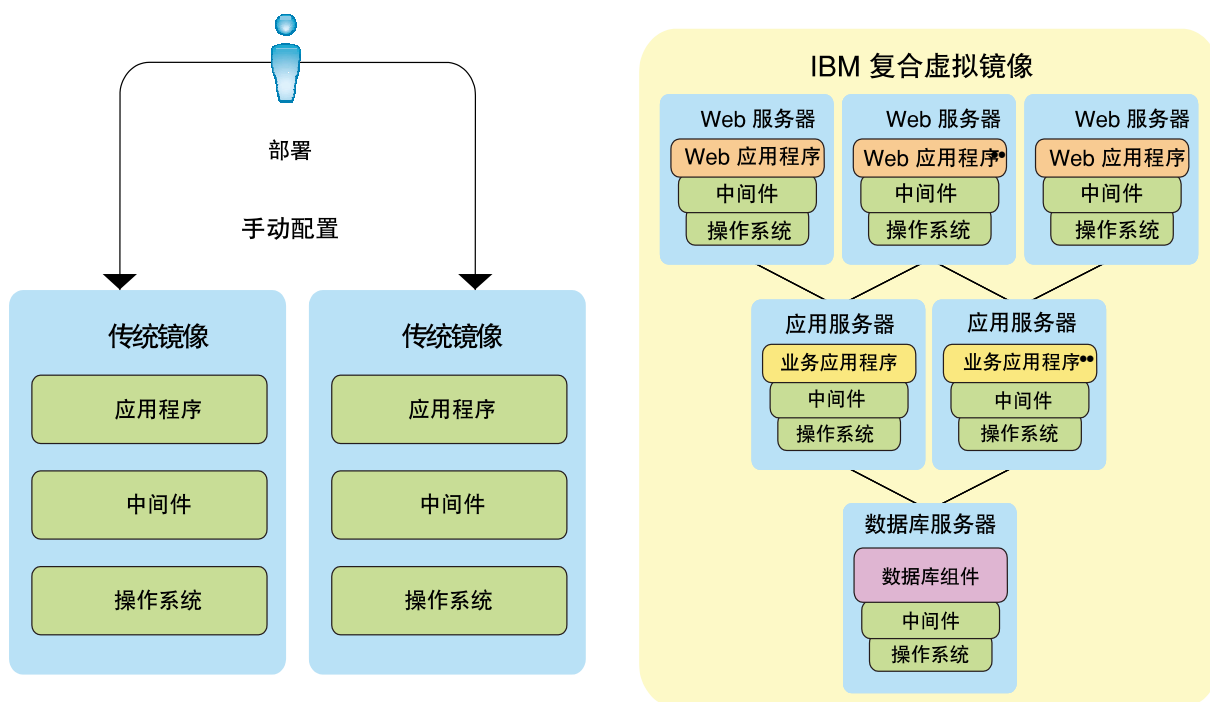 部署
手动配置
传统镜像
应用程序
中间件
操作系统
传统镜像
应用程序
中间件
操作系统
IBM 复合虚拟镜像
Web 服务器
Web 应用程序
中间件
操作系统
Web 服务器
Web 应用程序
中间件
操作系统
Web 服务器
Web 应用程序
中间件
操作系统
应用服务器
业务应用程序
中间件
操作系统
应用服务器
业务应用程序••
中间件
操作系统
数据库服务器
数据库组件
中间件
操作系统